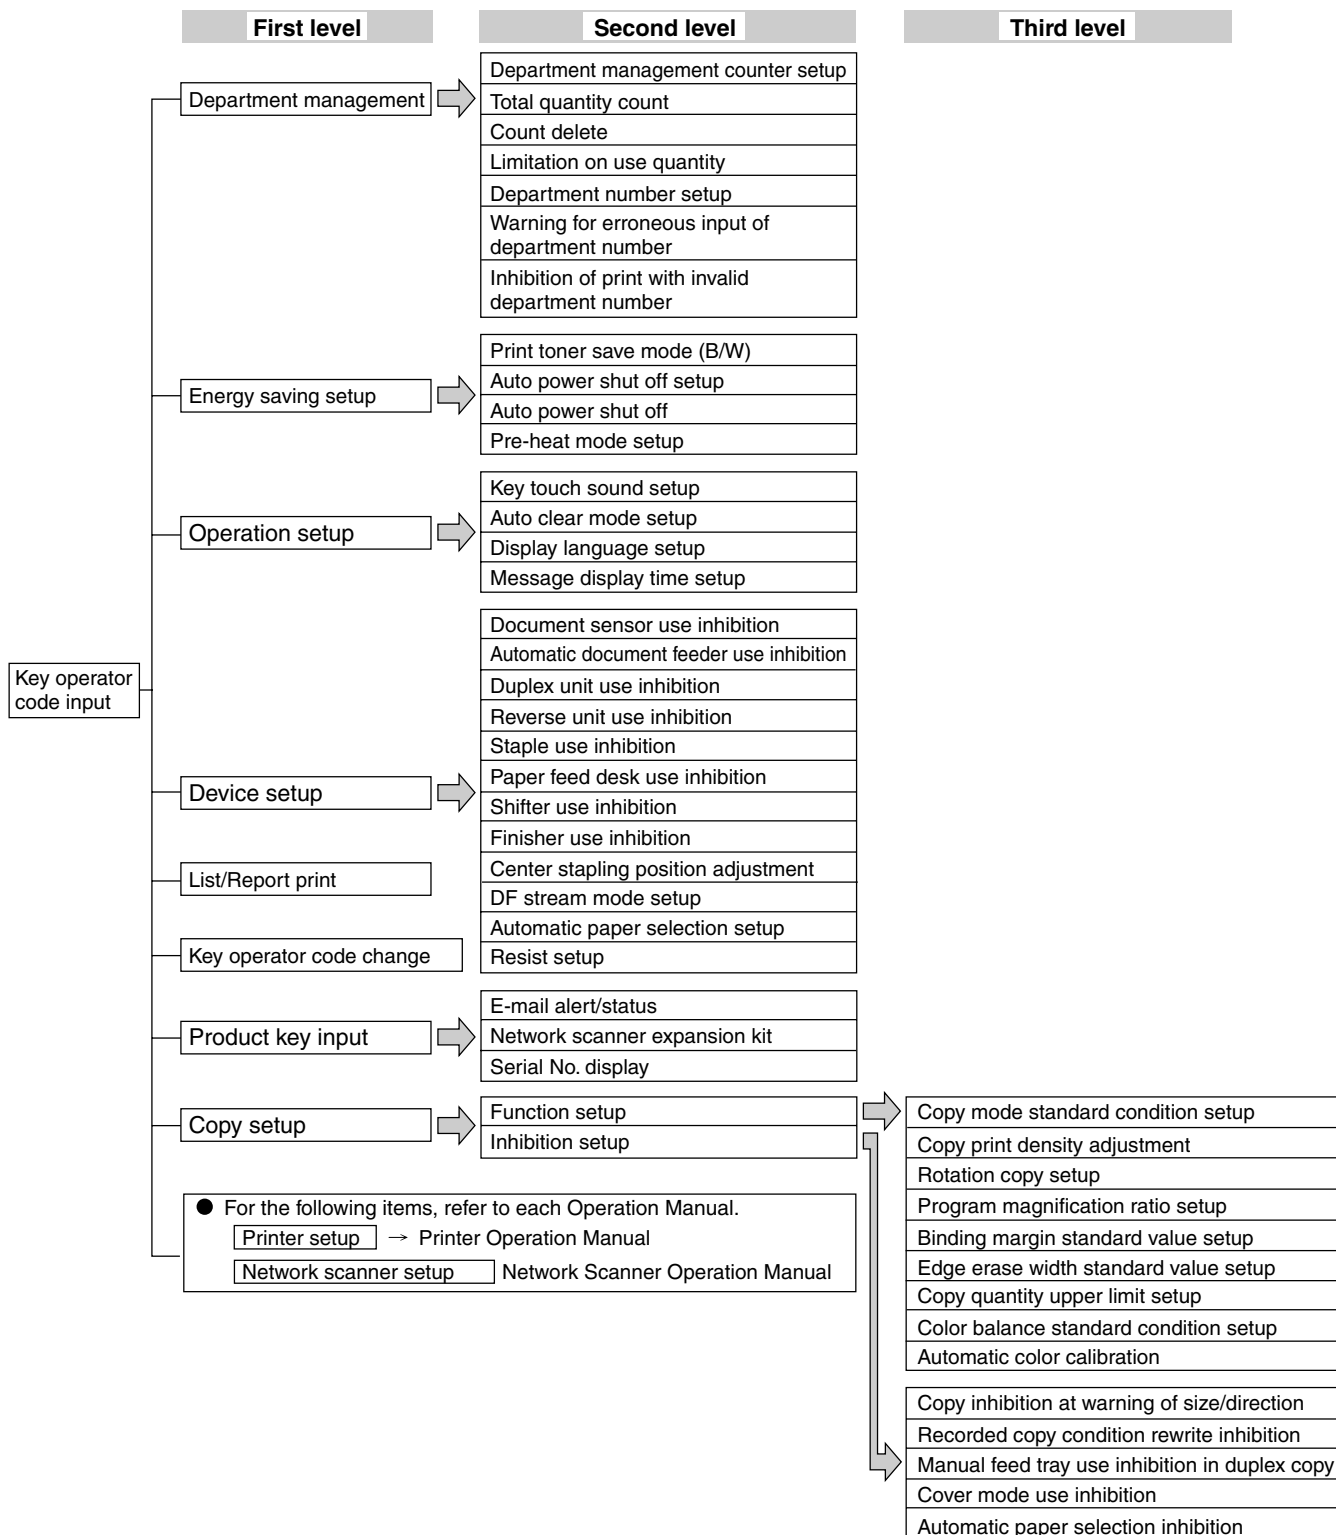 First level
Second level
Third level
Key operator
code input
Department management
Department management counter setup
Total quantity count
Count delete
Limitation on use quantity
Department number setup
Warning for erroneous input of
department number
Inhibition of print with invalid
department number
Energy saving setup
Print toner save mode (B/W)
Auto power shut off setup
Auto power shut off
Pre-heat mode setup
Operation setup
Key touch sound setup
Auto clear mode setup
Display language setup
Message display time setup
Device setup
Document sensor use inhibition
Automatic document feeder use inhibition
Duplex unit use inhibition
Reverse unit use inhibition
Staple use inhibition
Paper feed desk use inhibition
Shifter use inhibition
Finisher use inhibition
Center stapling position adjustment
DF stream mode setup
Automatic paper selection setup
Resist setup
List/Report print
Key operator code change
Product key input
E-mail alert/status
Network scanner expansion kit
Serial No. display
Copy setup
Function setup
Inhibition setup
Copy mode standard condition setup
Copy print density adjustment
Rotation copy setup
Program magnification ratio setup
Binding margin standard value setup
Edge erase width standard value setup
Copy quantity upper limit setup
Color balance standard condition setup
Automatic color calibration
Copy inhibition at warning of size/direction
Recorded copy condition rewrite inhibition
Manual feed tray use inhibition in duplex copy
Cover mode use inhibition
Automatic paper selection inhibition
● For the following items, refer to each Operation Manual.
Printer setup → Printer Operation Manual
Network scanner setup Network Scanner Operation Manual